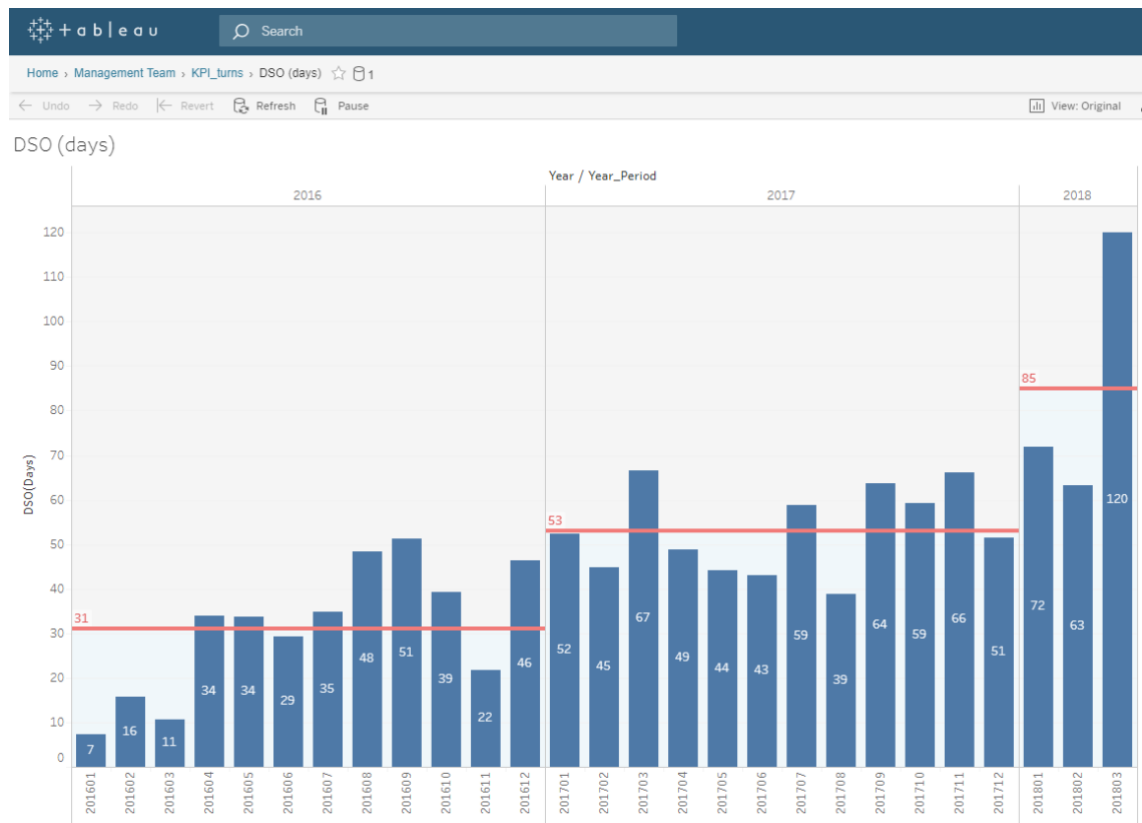 +ableau Search
Home › Management Team › KPI_turns › DSO (days) 1
Undo Redo Revert Refresh Pause View: Original
DSO (days)
Year / Year_Period
2016 2017 2018
DSO(Days)
120
110
100
90
80
70
60
50
40
30
20
10
0
31
53
85
7 16 11 34 34 29 35 48 51 39 22 46 52 45 67 49 44 43 59 39 64 59 66 51 72 63 120
201601 201602 201603 201604 201605 201606 201607 201608 201609 201610 201611 201612 201701 201702 201703 201704 201705 201706 201707 201708 201709 201710 201711 201712 201801 201802 201803